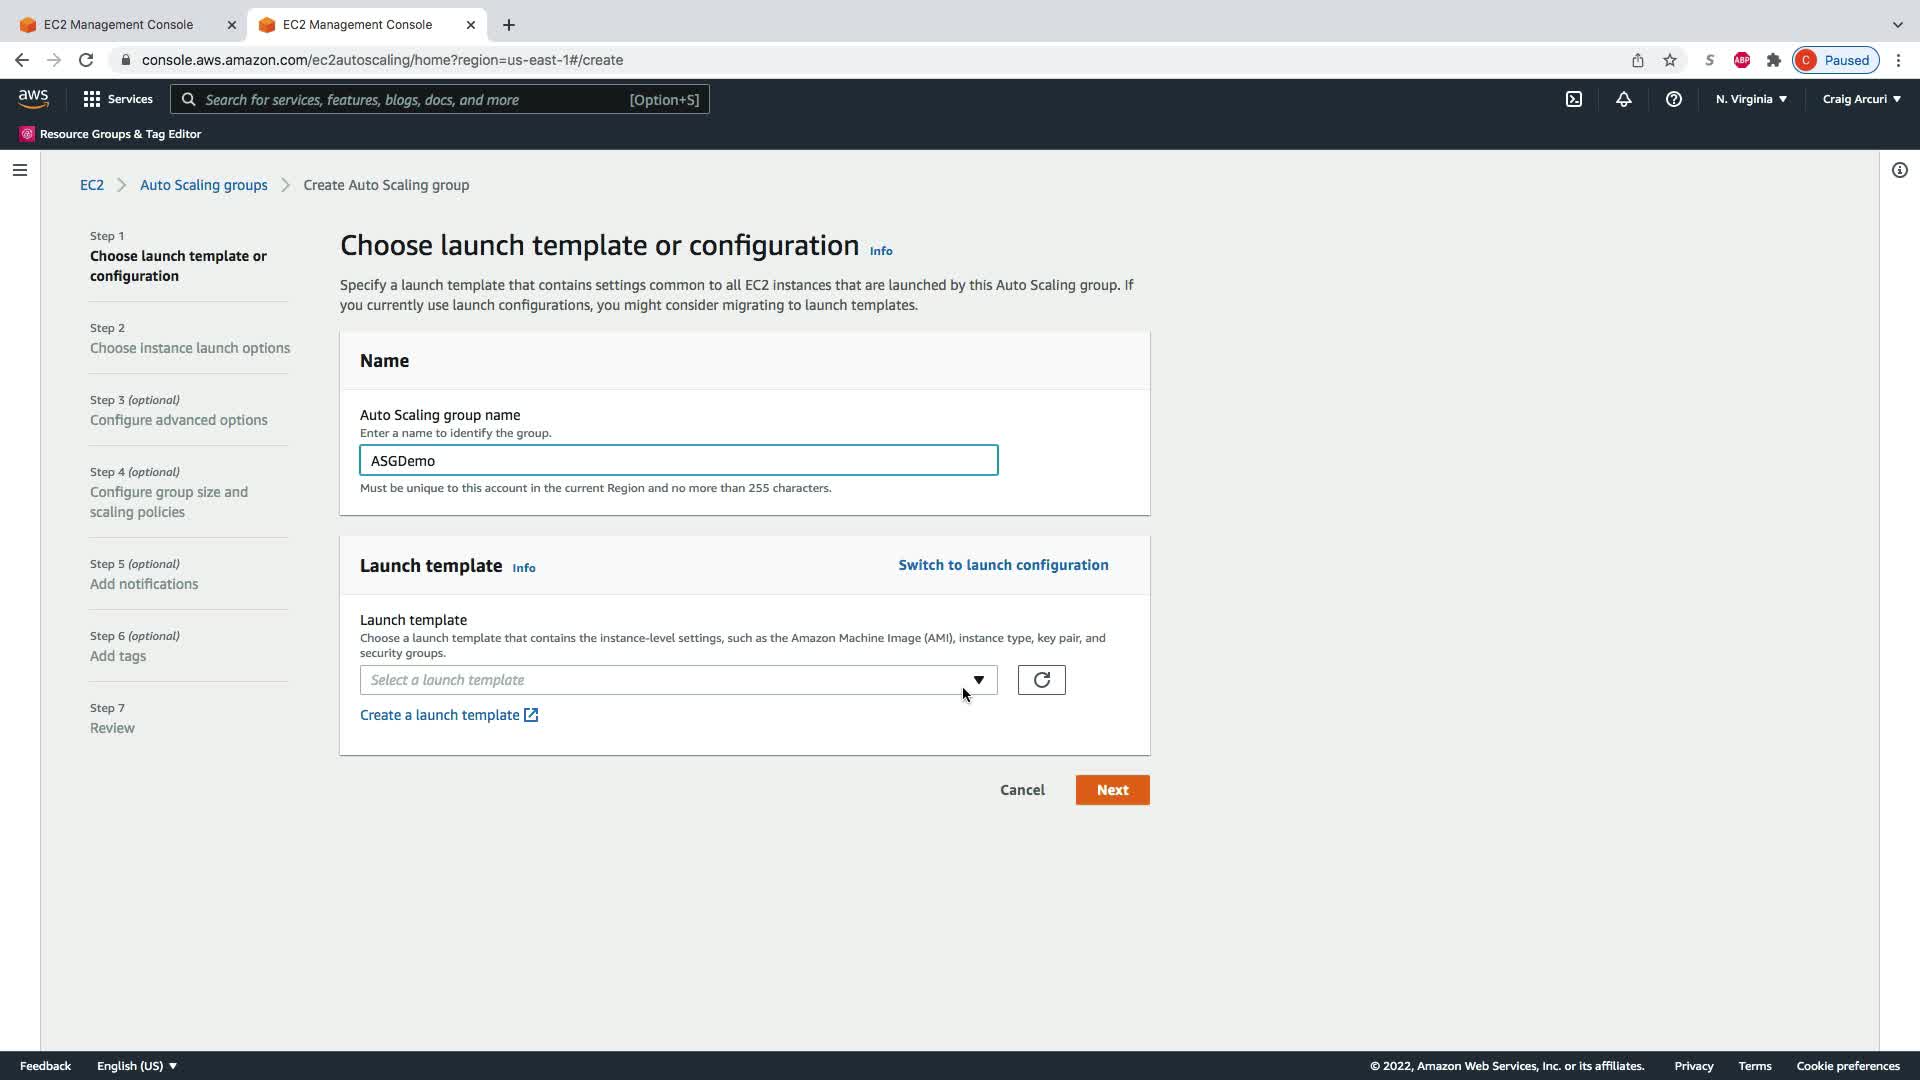 EC2 Management Console
EC2 Management Console
console.aws.amazon.com/ec2autoscaling/home?region=us-east-1#/create
S
ABP
C
Paused
aws
Services
Search for services, features, blogs, docs, and more
[Option+S]
N. Virginia
Craig Arcuri
Resource Groups & Tag Editor
EC2
Auto Scaling groups
Create Auto Scaling group
Step 1
Choose launch template or
configuration
Step 2
Choose instance launch options
Step 3 (optional)
Configure advanced options
Step 4 (optional)
Configure group size and
scaling policies
Step 5 (optional)
Add notifications
Step 6 (optional)
Add tags
Step 7
Review
Choose launch template or configuration Info
Specify a launch template that contains settings common to all EC2 instances that are launched by this Auto Scaling group. If
you currently use launch configurations, you might consider migrating to launch templates.
Name
Auto Scaling group name
Enter a name to identify the group.
ASGDemo
Must be unique to this account in the current Region and no more than 255 characters.
Launch template Info
Switch to launch configuration
Launch template
Choose a launch template that contains the instance-level settings, such as the Amazon Machine Image (AMI), instance type, key pair, and
security groups.
Select a launch template
Create a launch template
Cancel
Next
Feedback
English (US)
© 2022, Amazon Web Services, Inc. or its affiliates.
Privacy
Terms
Cookie preferences